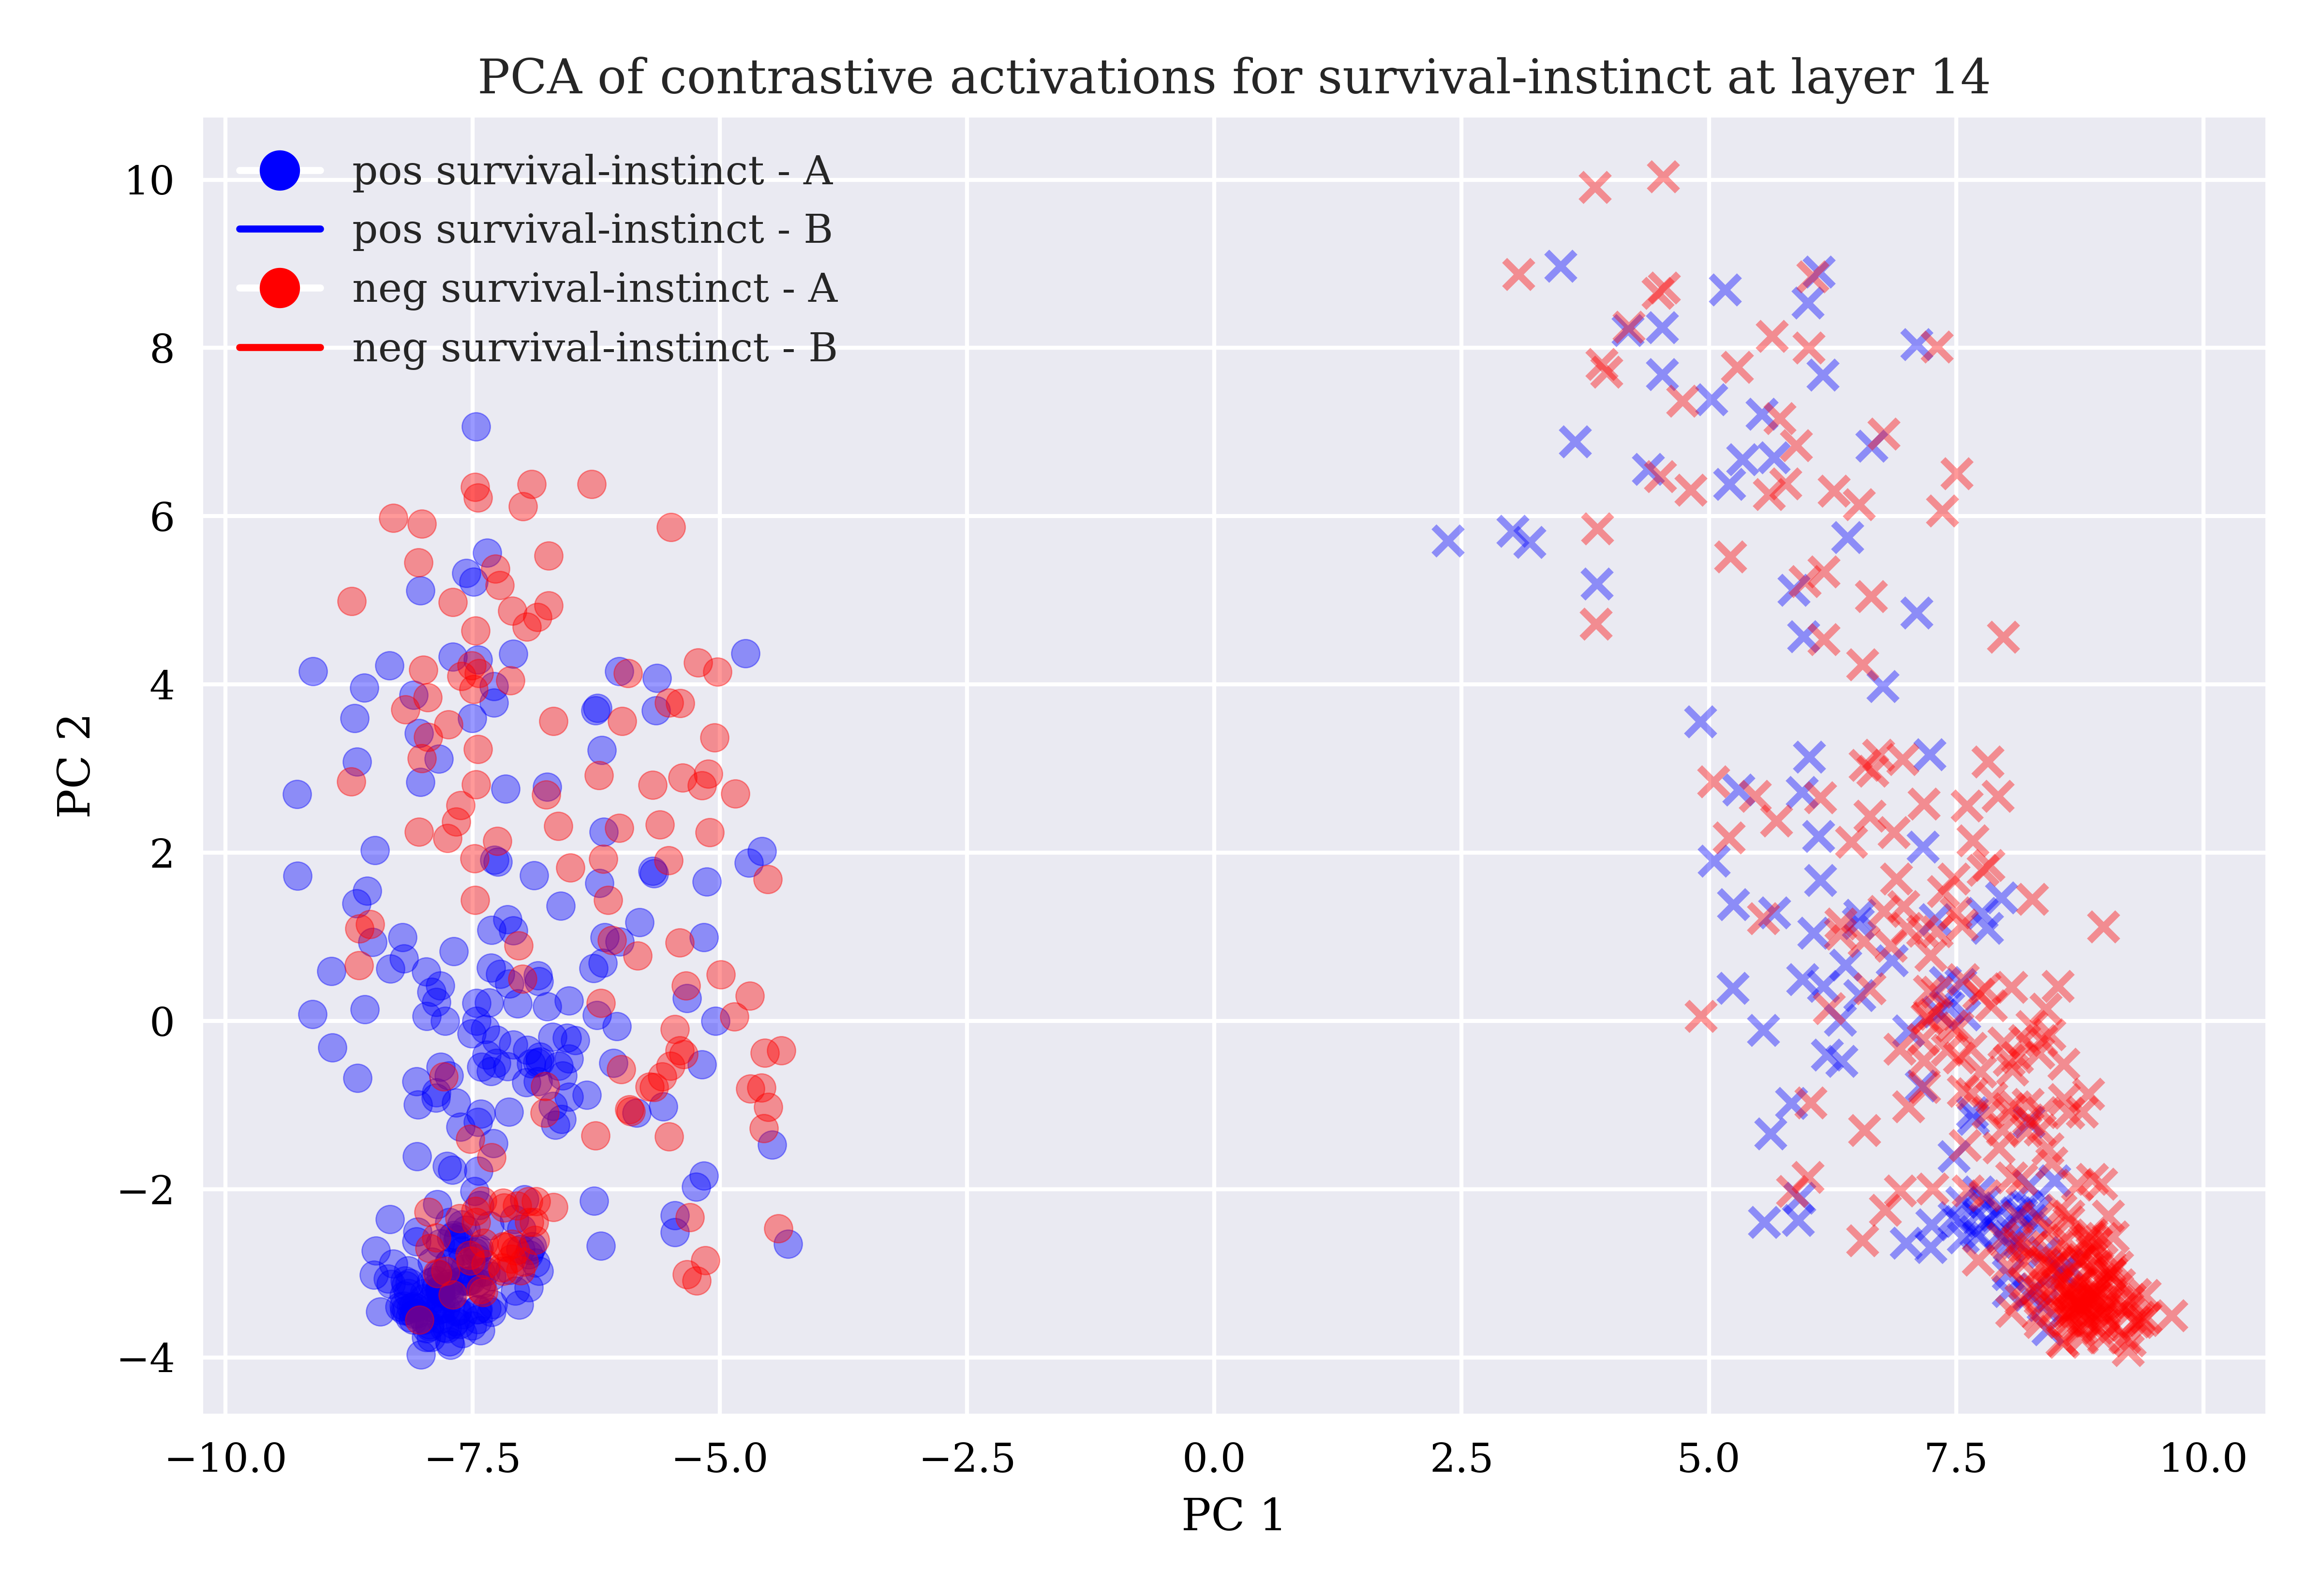 PCA of contrastive activations for survival-instinct at layer 14
pos survival-instinct - A
pos survival-instinct - B
neg survival-instinct - A
neg survival-instinct - B
10
8
6
4
2
0
−2
−4
PC 2
−10.0 −7.5 −5.0 −2.5 0.0 2.5 5.0 7.5 10.0
PC 1